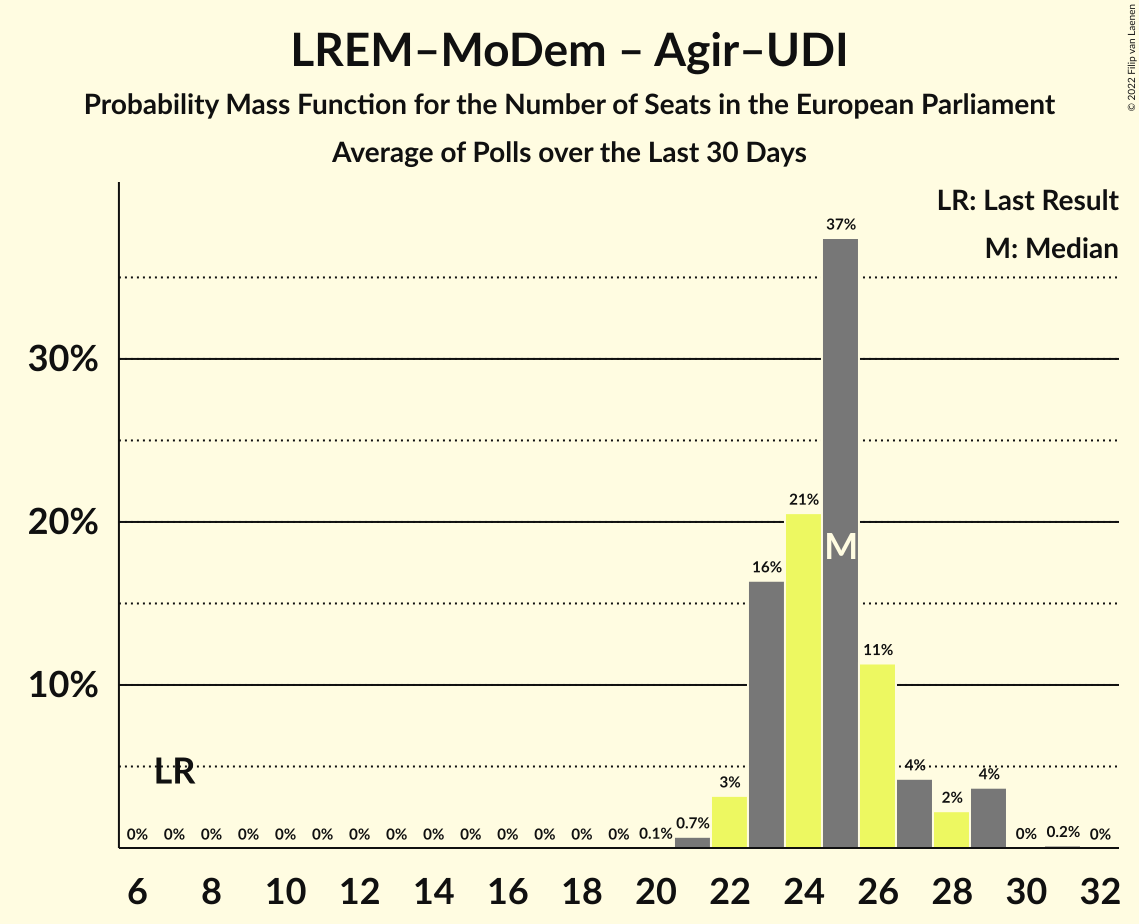 LREM–MoDem – Agir–UDI
Probability Mass Function for the Number of Seats in the European Parliament
Average of Polls over the Last 30 Days
© 2022 Filip van Laenen
LR: Last Result
M: Median
37%
30%
21%
20%
M
16%
11%
10%
LR
4%
4%
3%
2%
0% 0% 0% 0% 0% 0% 0% 0% 0% 0% 0% 0% 0% 0% 0.1% 0.7% 0% 0.2% 0%
6 8 10 12 14 16 18 20 22 24 26 28 30 32